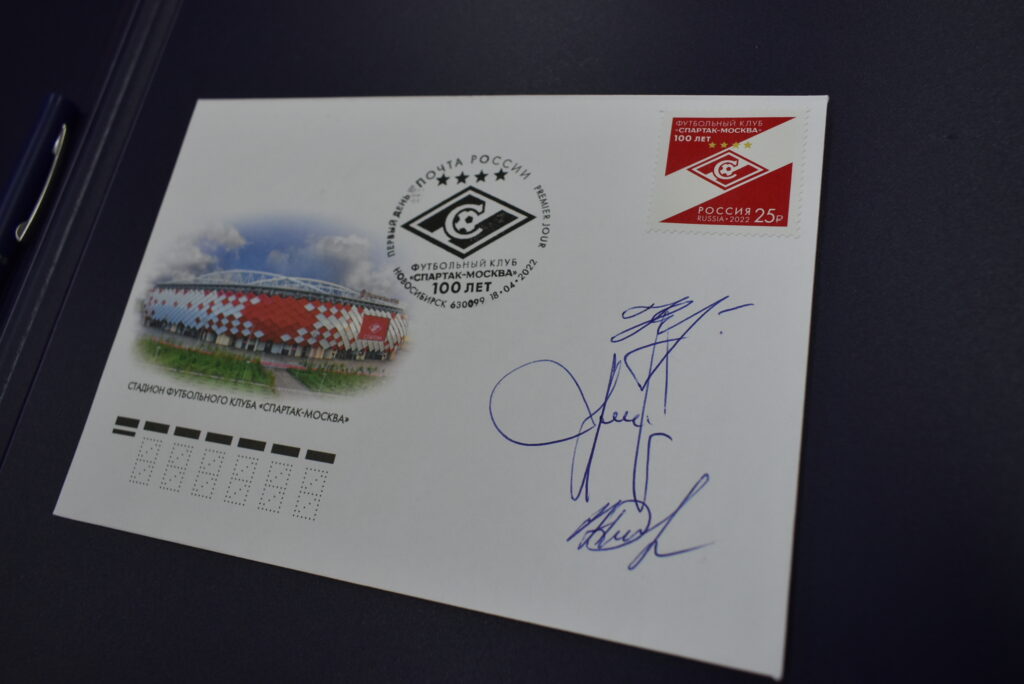 ПОЧТА РОССИИ
ПЕРВЫЙ ДЕНЬ
PREMIER JOUR
ФУТБОЛЬНЫЙ КЛУБ
"СПАРТАК-МОСКВА"
100 ЛЕТ
НОВОСИБИРСК 630099 18•04•2022
ФУТБОЛЬНЫЙ КЛУБ
"СПАРТАК-МОСКВА"
100 ЛЕТ
РОССИЯ
RUSSIA•2022 25₽
СТАДИОН ФУТБОЛЬНОГО КЛУБА «СПАРТАК-МОСКВА»